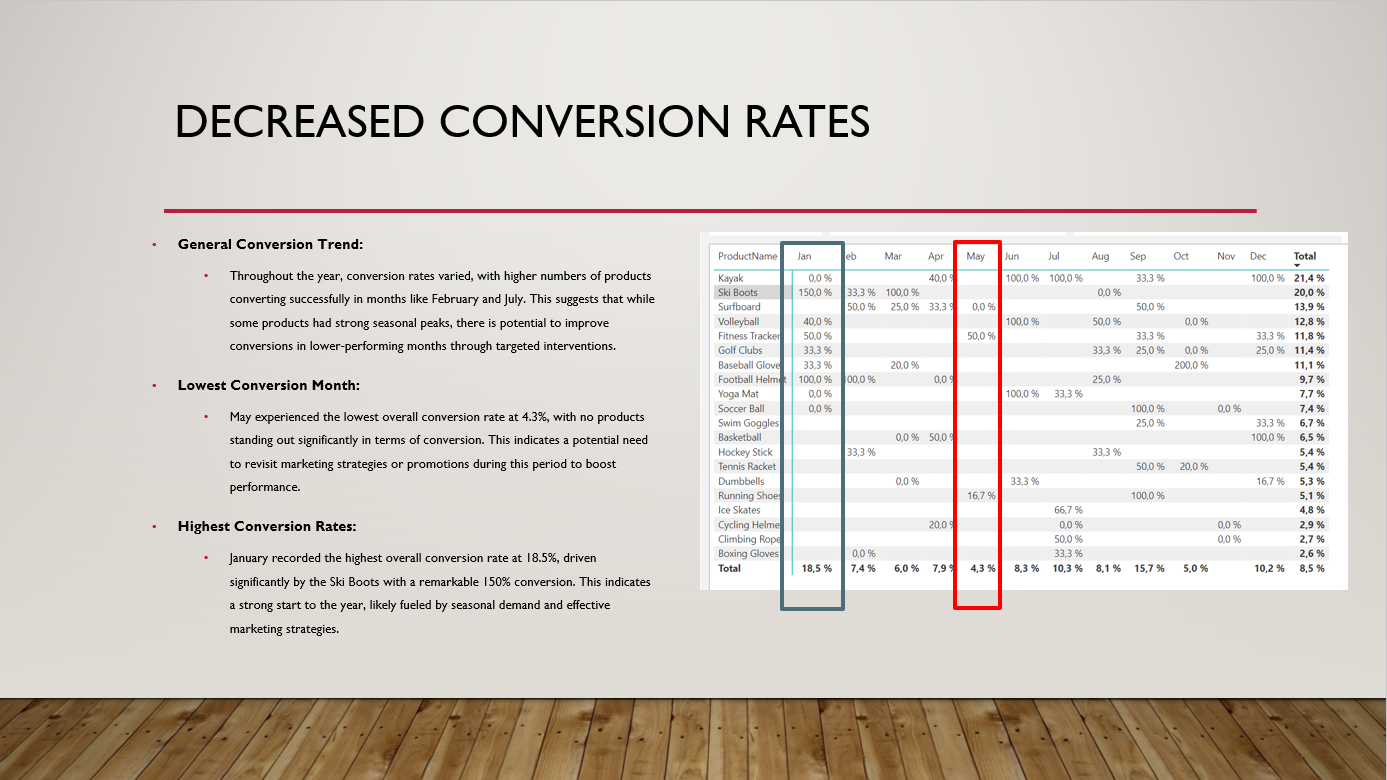 DECREASED CONVERSION RATES
• General Conversion Trend:
• Throughout the year, conversion rates varied, with higher numbers of products
converting successfully in months like February and July. This suggests that while
some products had strong seasonal peaks, there is potential to improve
conversions in lower-performing months through targeted interventions.
• Lowest Conversion Month:
• May experienced the lowest overall conversion rate at 4.3%, with no products
standing out significantly in terms of conversion. This indicates a potential need
to revisit marketing strategies or promotions during this period to boost
performance.
• Highest Conversion Rates:
• January recorded the highest overall conversion rate at 18.5%, driven
significantly by the Ski Boots with a remarkable 150% conversion. This indicates
a strong start to the year, likely fueled by seasonal demand and effective
marketing strategies.
ProductName Jan eb Mar Apr May Jun Jul Aug Sep Oct Nov Dec Total
Kayak 0,0 % 40,0 % 100,0 % 100,0 % 33,3 % 100,0 % 21,4 %
Ski Boots 150,0 % 33,3 % 100,0 % 0,0 % 20,0 %
Surfboard 50,0 % 25,0 % 33,3 % 0,0 % 50,0 % 13,9 %
Volleyball 40,0 % 100,0 % 50,0 % 0,0 % 12,8 %
Fitness Tracker 50,0 % 50,0 % 33,3 % 33,3 % 11,8 %
Golf Clubs 33,3 % 33,3 % 25,0 % 0,0 % 25,0 % 11,4 %
Baseball Glove 33,3 % 20,0 % 200,0 % 11,1 %
Football Helmet 100,0 % 100,0 % 0,0 % 25,0 % 9,7 %
Yoga Mat 0,0 % 100,0 % 33,3 % 7,7 %
Soccer Ball 0,0 % 100,0 % 0,0 % 7,4 %
Swim Goggles 25,0 % 33,3 % 6,7 %
Basketball 0,0 % 50,0 % 100,0 % 6,5 %
Hockey Stick 33,3 % 33,3 % 5,4 %
Tennis Racket 50,0 % 20,0 % 5,4 %
Dumbbells 0,0 % 33,3 % 16,7 % 5,3 %
Running Shoes 16,7 % 100,0 % 5,1 %
Ice Skates 66,7 % 4,8 %
Cycling Helme 20,0 % 0,0 % 0,0 % 2,9 %
Climbing Rope 50,0 % 0,0 % 2,7 %
Boxing Gloves 0,0 % 33,3 % 2,6 %
Total 18,5 % 7,4 % 6,0 % 7,9 % 4,3 % 8,3 % 10,3 % 8,1 % 15,7 % 5,0 % 10,2 % 8,5 %